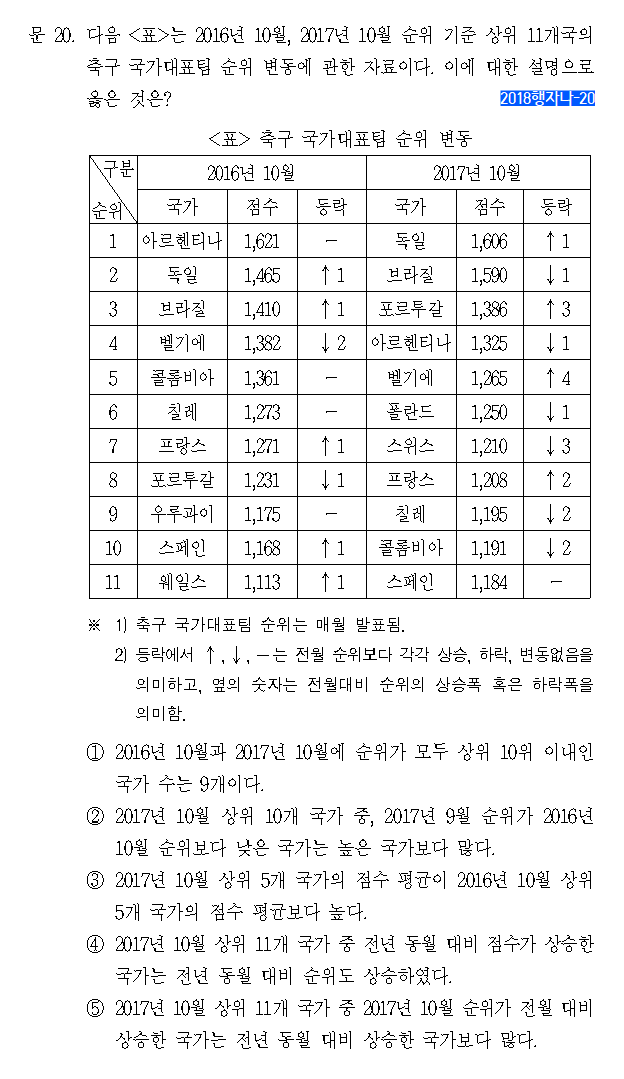 문 20. 다음 <표>는 2016년 10월, 2017년 10월 순위 기준 상위 11개국의
축구 국가대표팀 순위 변동에 관한 자료이다. 이에 대한 설명으로
옳은 것은?
2018행자나-20
<표> 축구 국가대표팀 순위 변동
구분 2016년 10월 2017년 10월
순위 국가 점수 등락 국가 점수 등락
1 아르헨티나 1,621 － 독일 1,606 ↑1
2 독일 1,465 ↑1 브라질 1,590 ↓1
3 브라질 1,410 ↑1 포르투갈 1,386 ↑3
4 벨기에 1,382 ↓2 아르헨티나 1,325 ↓1
5 콜롬비아 1,361 － 벨기에 1,265 ↑4
6 칠레 1,273 － 폴란드 1,250 ↓1
7 프랑스 1,271 ↑1 스위스 1,210 ↓3
8 포르투갈 1,231 ↓1 프랑스 1,208 ↑2
9 우루과이 1,175 － 칠레 1,195 ↓2
10 스페인 1,168 ↑1 콜롬비아 1,191 ↓2
11 웨일스 1,113 ↑1 스페인 1,184 －
※ 1) 축구 국가대표팀 순위는 매월 발표됨.
2) 등락에서 ↑, ↓, －는 전월 순위보다 각각 상승, 하락, 변동없음을
의미하고, 옆의 숫자는 전월대비 순위의 상승폭 혹은 하락폭을
의미함.
① 2016년 10월과 2017년 10월에 순위가 모두 상위 10위 이내인
국가 수는 9개이다.
② 2017년 10월 상위 10개 국가 중, 2017년 9월 순위가 2016년
10월 순위보다 낮은 국가는 높은 국가보다 많다.
③ 2017년 10월 상위 5개 국가의 점수 평균이 2016년 10월 상위
5개 국가의 점수 평균보다 높다.
④ 2017년 10월 상위 11개 국가 중 전년 동월 대비 점수가 상승한
국가는 전년 동월 대비 순위도 상승하였다.
⑤ 2017년 10월 상위 11개 국가 중 2017년 10월 순위가 전월 대비
상승한 국가는 전년 동월 대비 상승한 국가보다 많다.